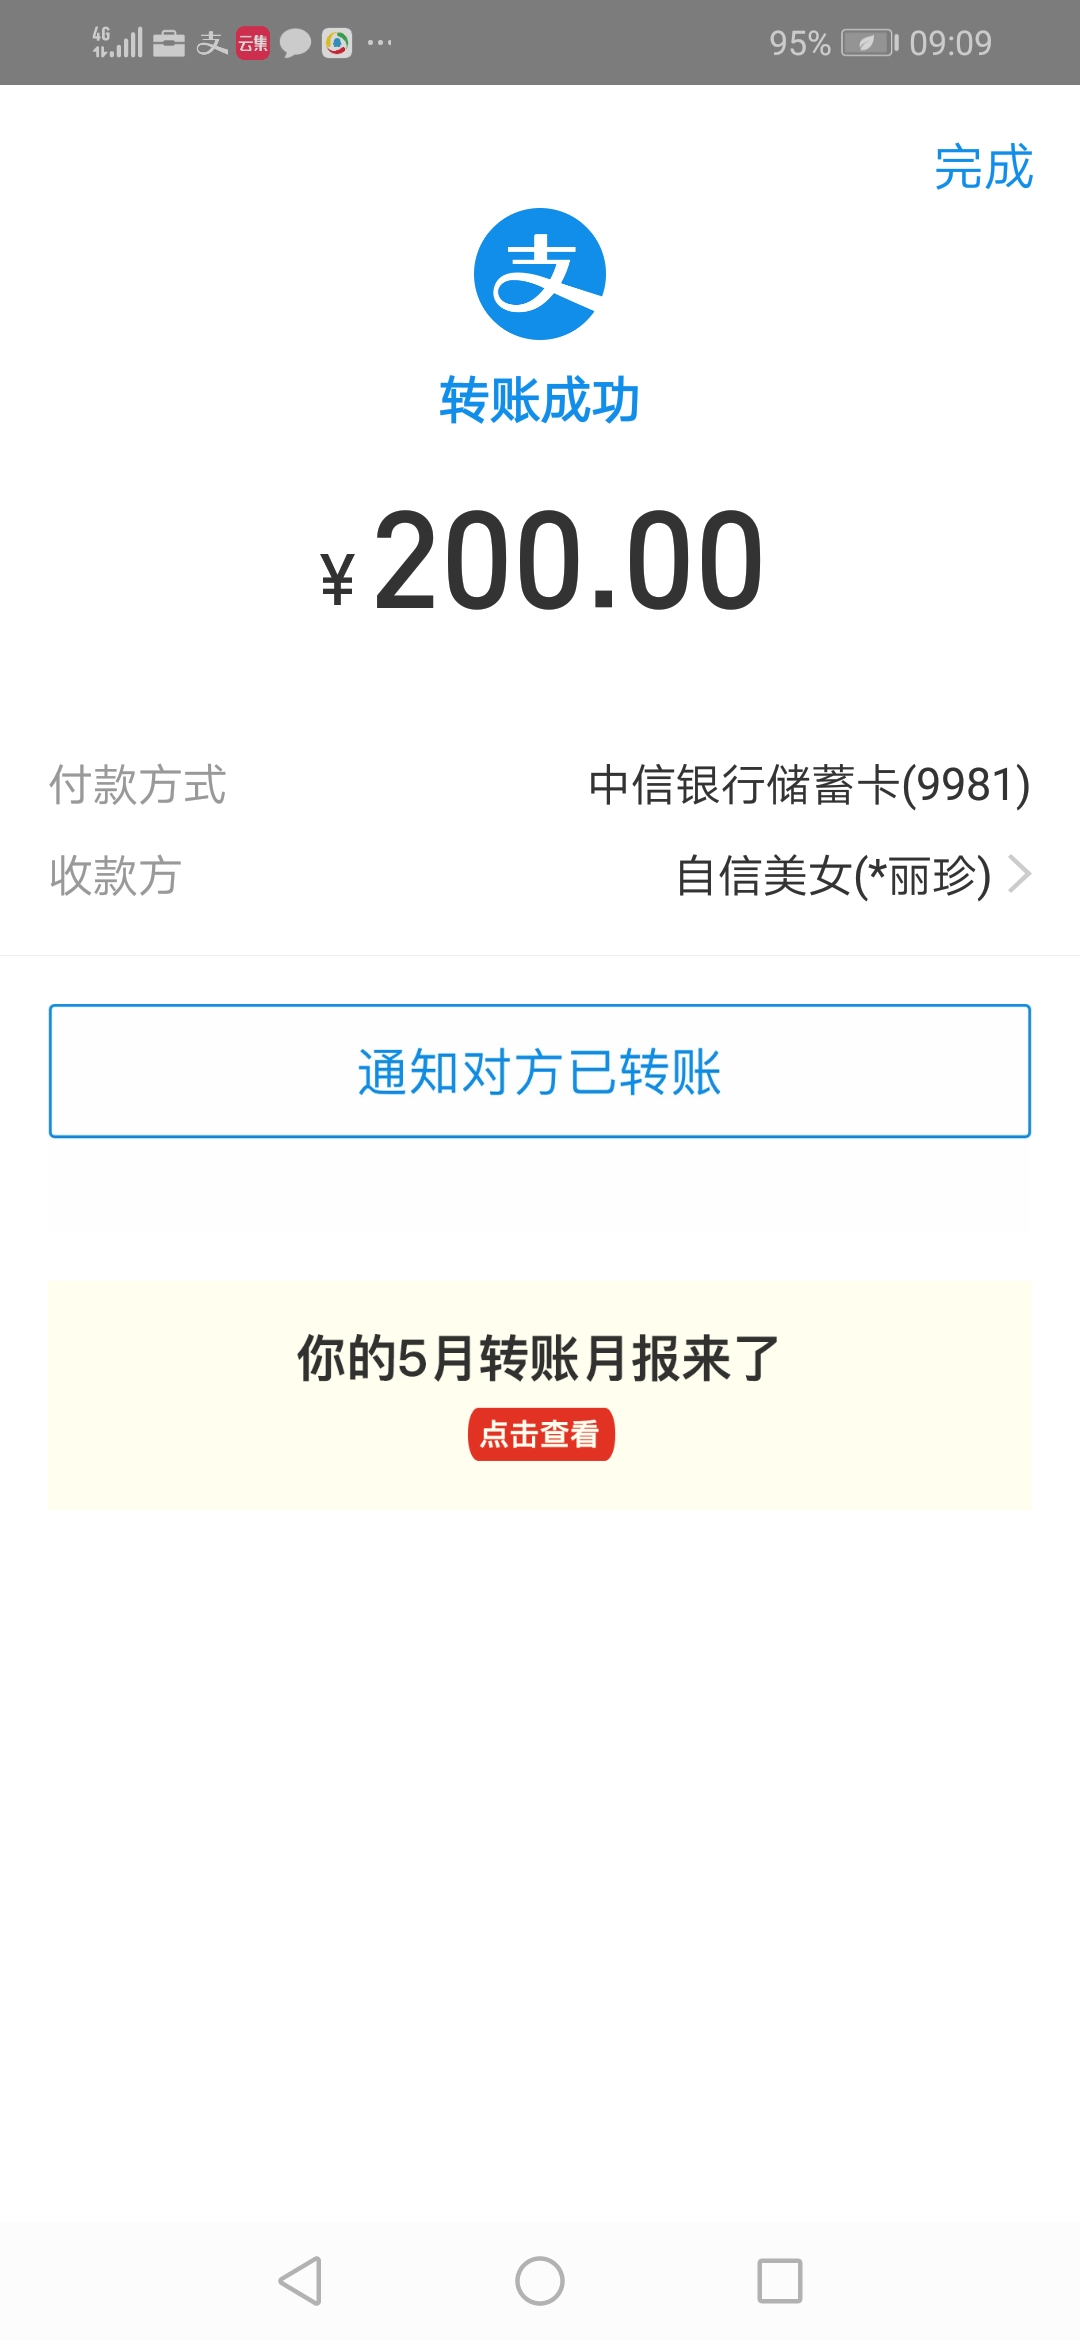 4G 支 云集 ... 95% 09:09
完成
支
转账成功
¥200.00
付款方式 中信银行储蓄卡(9981)
收款方 自信美女(*丽珍)
通知对方已转账
你的5月转账月报来了
点击查看